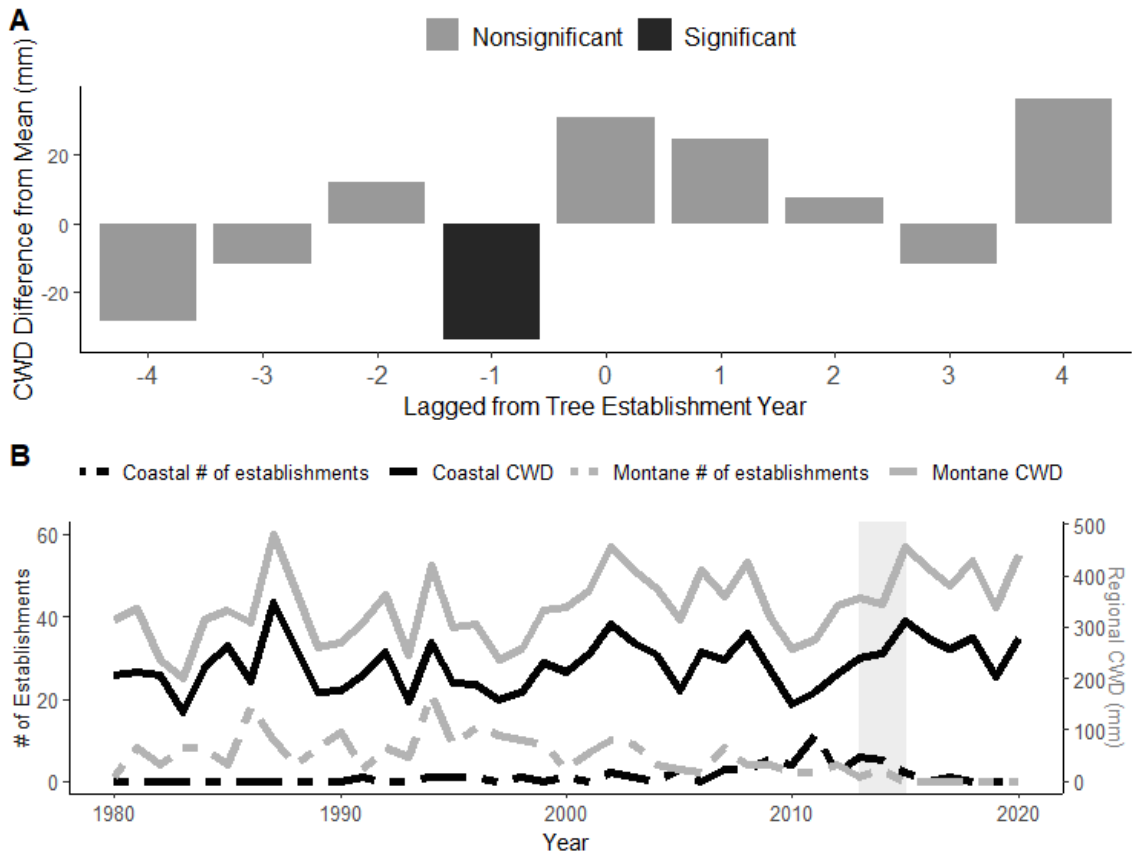 A
Nonsignificant Significant
CWD Difference from Mean (mm)
20
0
-20
-4 -3 -2 -1 0 1 2 3 4
Lagged from Tree Establishment Year
B
Coastal # of establishments Coastal CWD Montane # of establishments Montane CWD
# of Establishments
60
40
20
0
500
400
300
200
100
0
Regional CWD (mm)
1980 1990 2000 2010 2020
Year